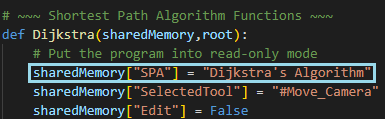 # ~~~ Shortest Path Algorithm Functions ~~~
def Dijkstra(sharedMemory,root):
    # Put the program into read-only mode
    sharedMemory["SPA"] = "Dijkstra's Algorithm"
    sharedMemory["SelectedTool"] = "#Move_Camera"
    sharedMemory["Edit"] = False